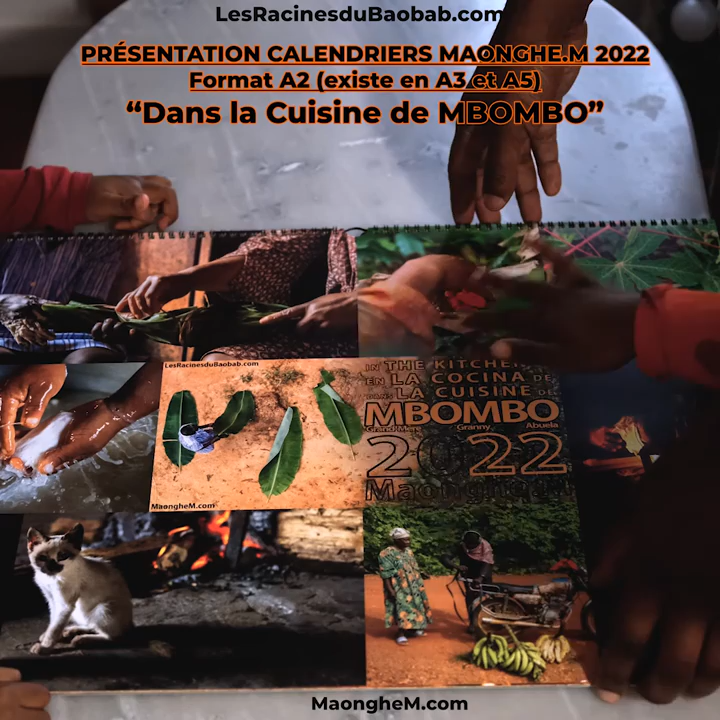 LesRacinesduBaobab.com
PRÉSENTATION CALENDRIERS MAONGHE.M 2022
Format A2 (existe en A3 et A5)
“Dans la Cuisine de MBOMBO”
LesRacinesduBaobab.com
IN THE KITCHEN
EN LA COCINA DE
LA CUISINE DE
MBOMBO
Grand Mère Granny Abuela
2022
MaongheM.com
MaongheM.com